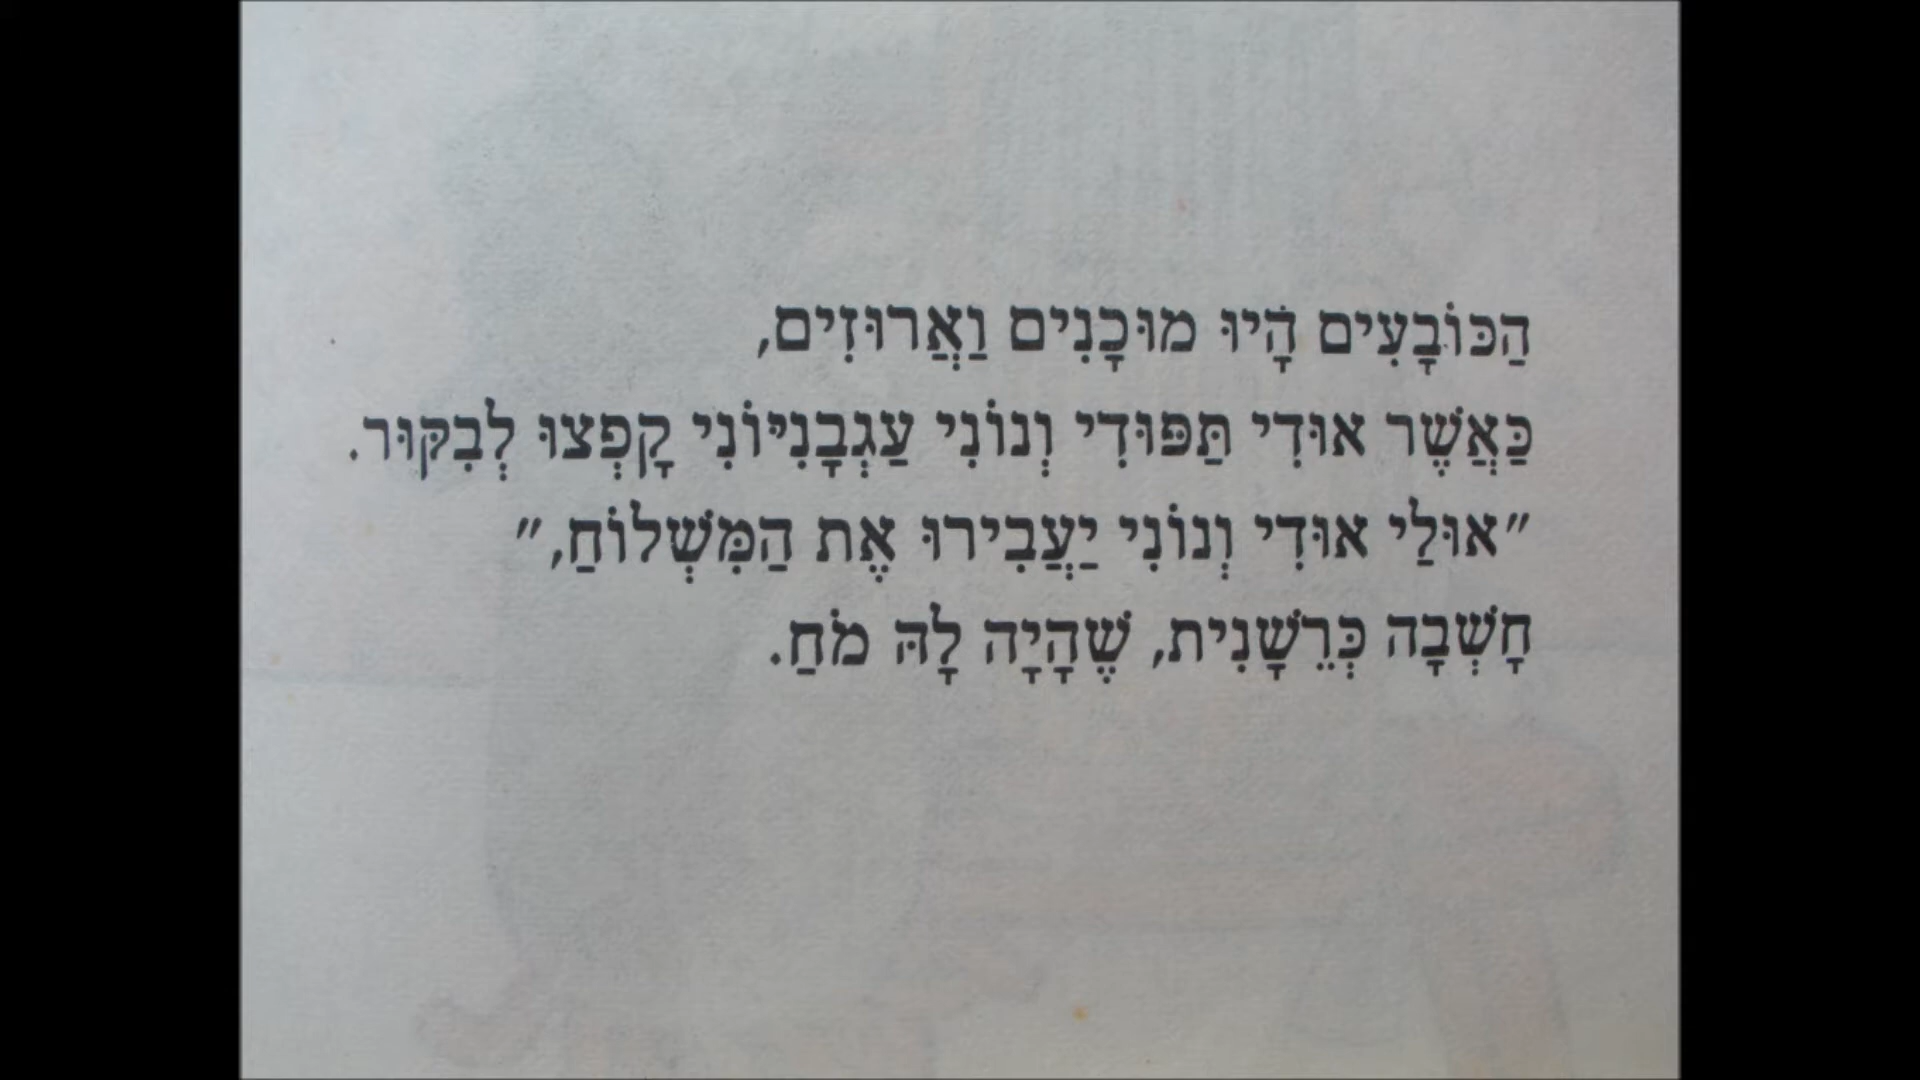 הַכּוֹבָעִים הָיוּ מוּכָנִים וַאֲרוּזִים,
כַּאֲשֶׁר אוּדִי תַּפּוּדִי וְנוֹנִי עַגְבָנִיּוֹנִי קָפְצוּ לְבִקּוּר.
"אוּלַי אוּדִי וְנוֹנִי יַעֲבִירוּ אֶת הַמִּשְׁלוֹחַ,"
חָשְׁבָה כְּרֵשָׁנִית, שֶׁהָיָה לָהּ מֹחַ.